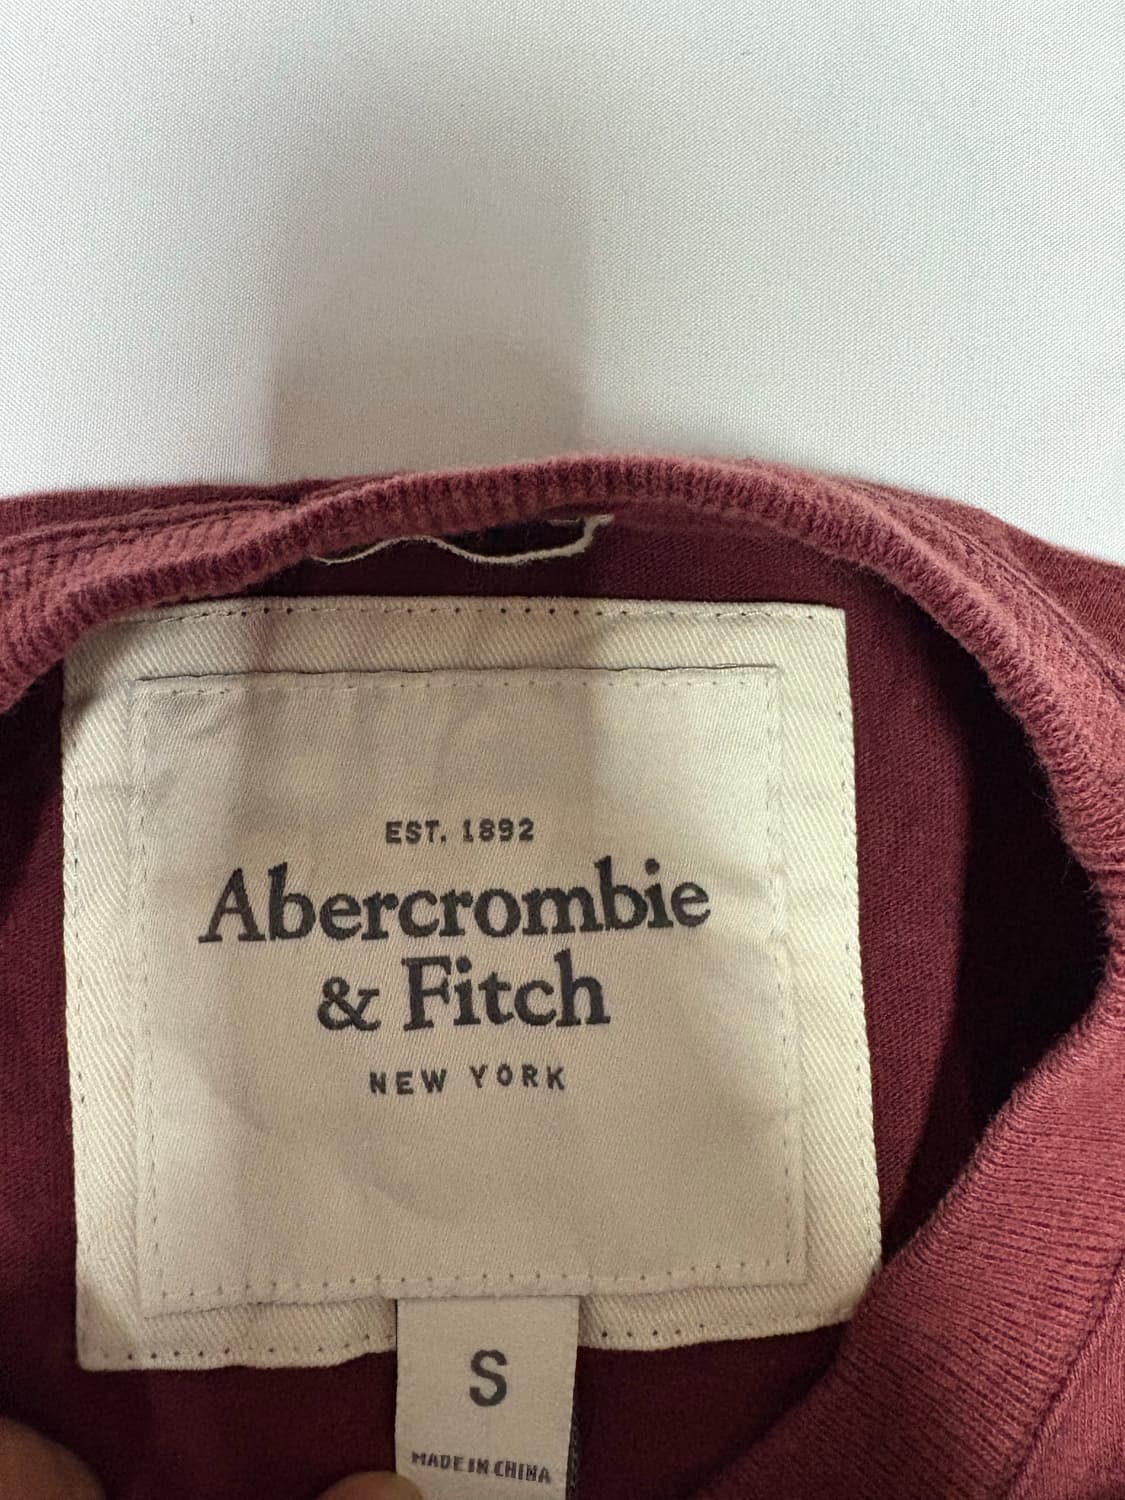 EST. 1892
Abercrombie
& Fitch
NEW YORK
S
MADE IN CHINA